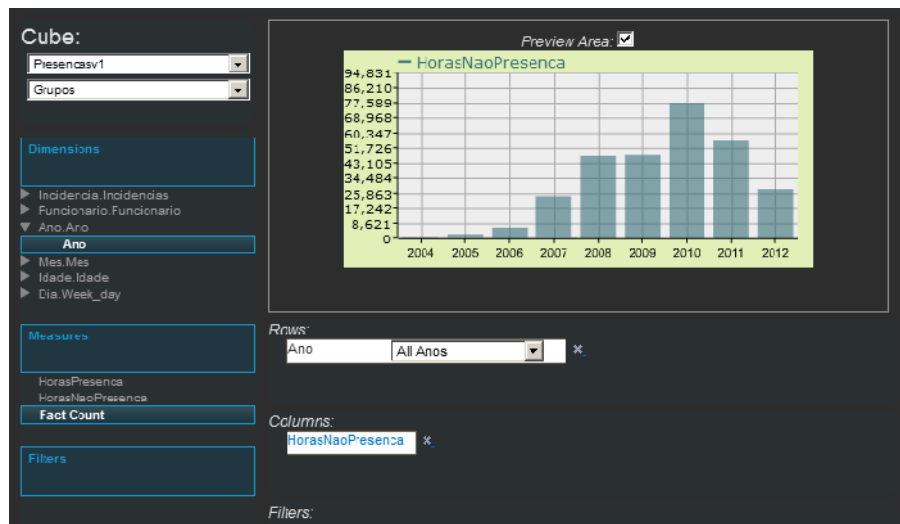 Cube:
Presencasv1
Grupos
Dimensions
Incidencia.Incidencias
Funcionario.Funcionario
Ano.Ano
Ano
Mes.Mes
Idade.Idade
Dia.Week_day
Measures
HorasPresenca
HorasNaoPresenca
Fact Count
Filters
Preview Area:
HorasNaoPresenca
94,831
86,210
77,589
68,968
60,347
51,726
43,105
34,484
25,863
17,242
8,621
0
2004 2005 2006 2007 2008 2009 2010 2011 2012
Rows:
Ano All Anos
Columns:
HorasNaoPresenca
Filters: